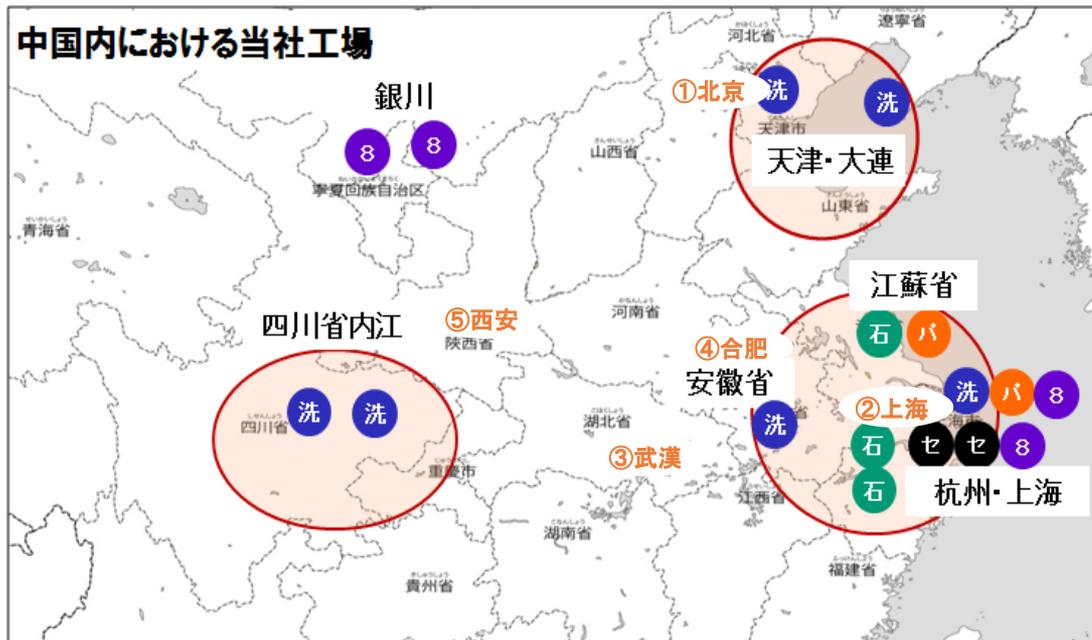 中国内における当社工場
遼寧省
河北省
①北京
洗
洗
天津市
天津・大連
銀川
8
8
寧夏回族自治区
山西省
山東省
青海省
江蘇省
石
バ
河南省
四川省内江
⑤西安
陝西省
④合肥
安徽省
洗
②上海
洗
バ
8
海市
洗
洗
四川省
湖北省
③武漢
石
セ
セ
8
石
杭州・上海
重慶市
江西省
湖南省
福建省
貴州省